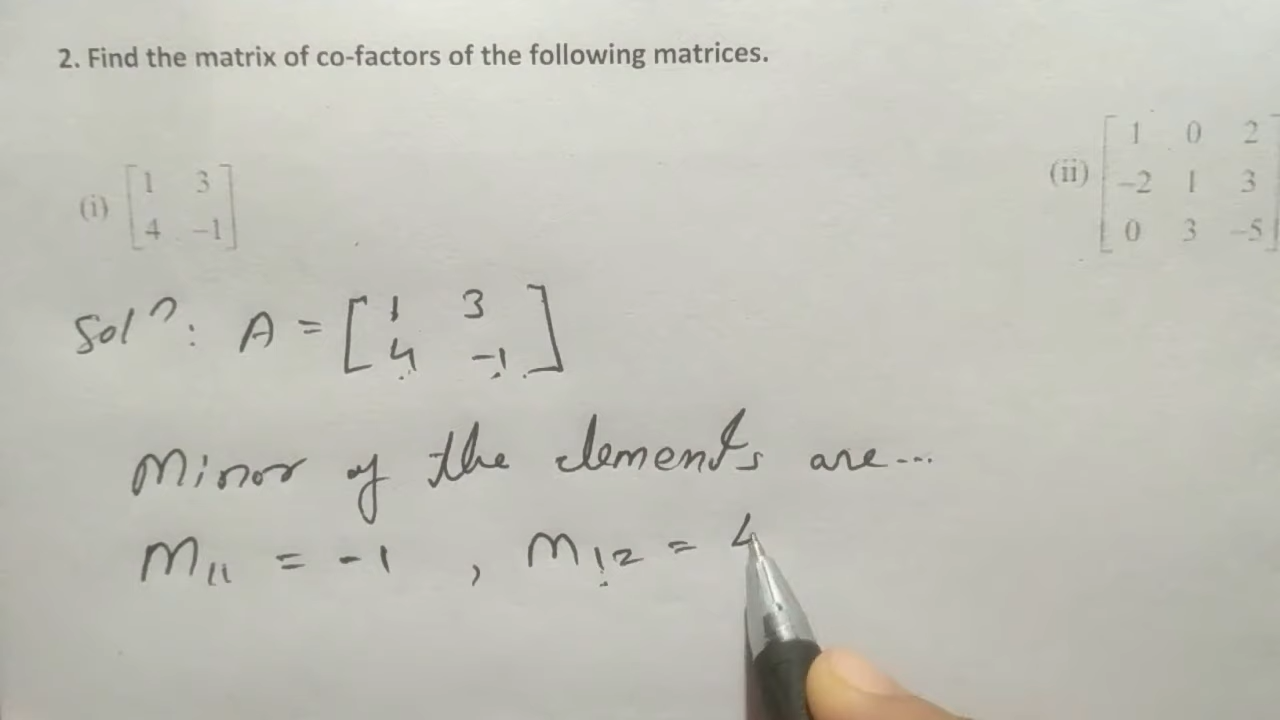 2. Find the matrix of co-factors of the following matrices.
(i) [1 3
4 -1]
(ii) [1 0 2
-2 1 3
0 3 -5]
Solⁿ: A = [1 3
4 -1]
Minor of the elements are...
M₁₁ = -1 , M₁₂ = 4